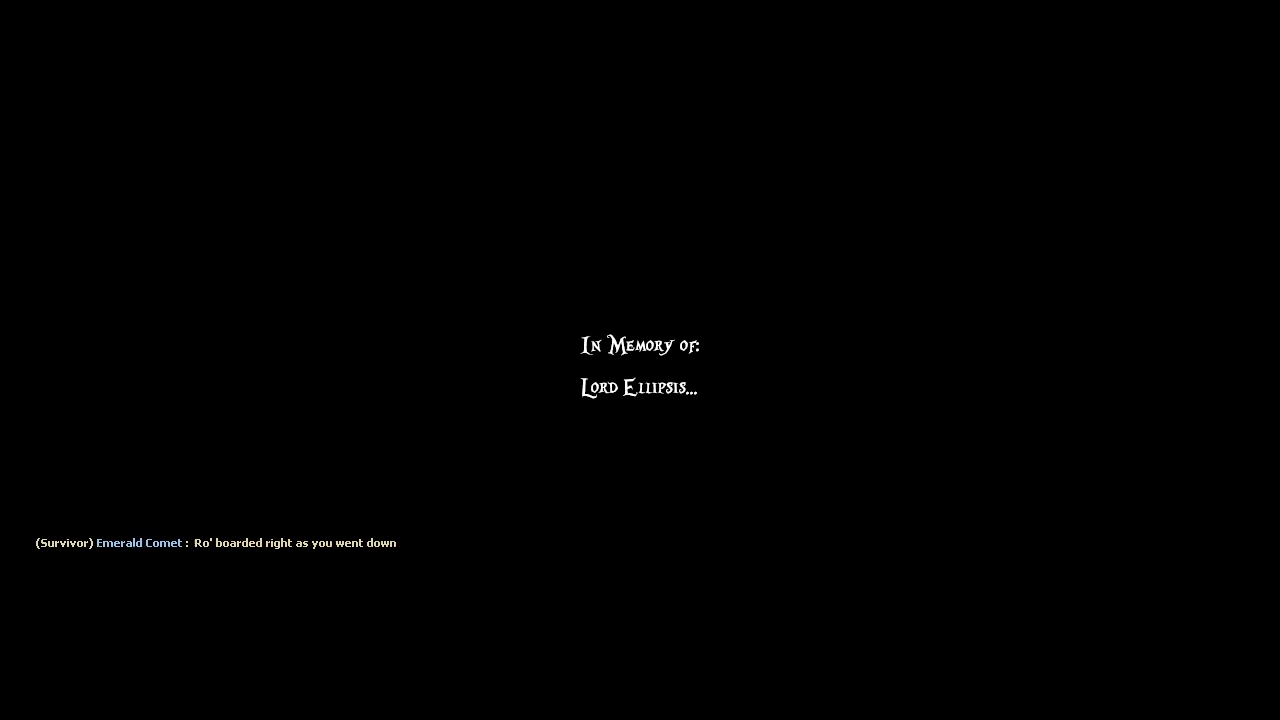 In Memory of:
Lord Ellipsis...
(Survivor) Emerald Comet : Ro' boarded right as you went down